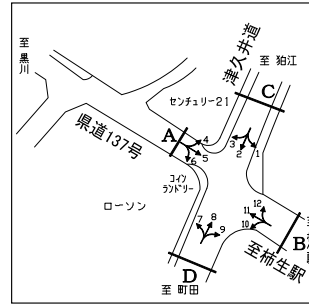 至黒川
津久井道
至 狛江
センチュリー21
C
A
県道137号
4
5
6
3
2
1
コイン
ランドリー
ローソン
12
11
10
B
7
8
9
D
至柿生駅
至 町田